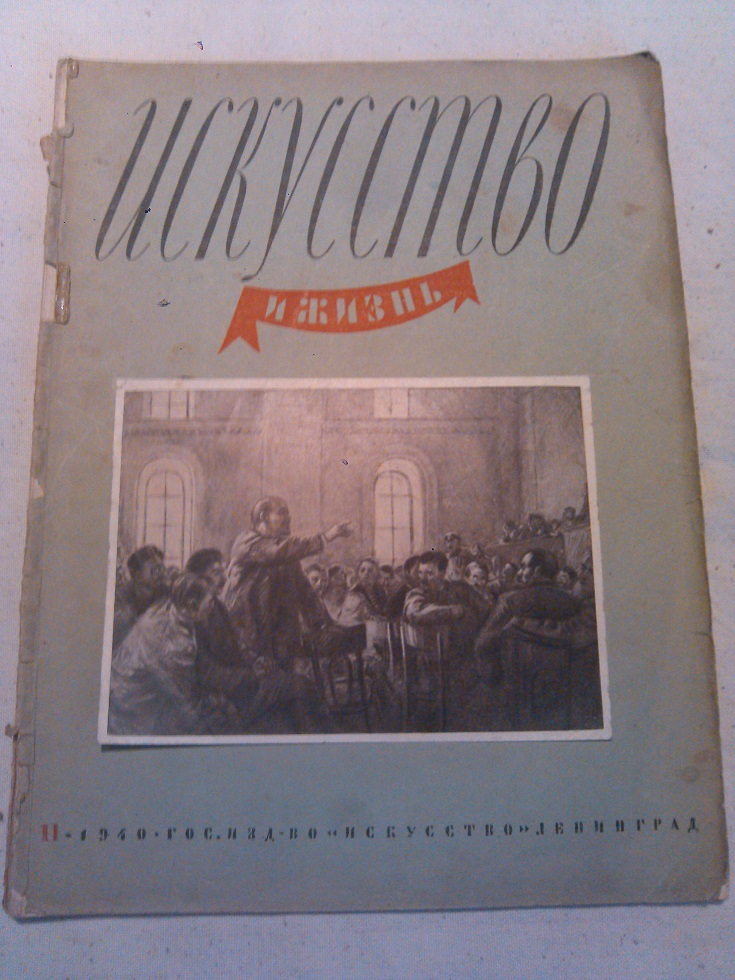 искусство
И ЖИЗНЬ
11 · 1940 · ГОС. ИЗД-ВО «ИСКУССТВО» ЛЕНИНГРАД